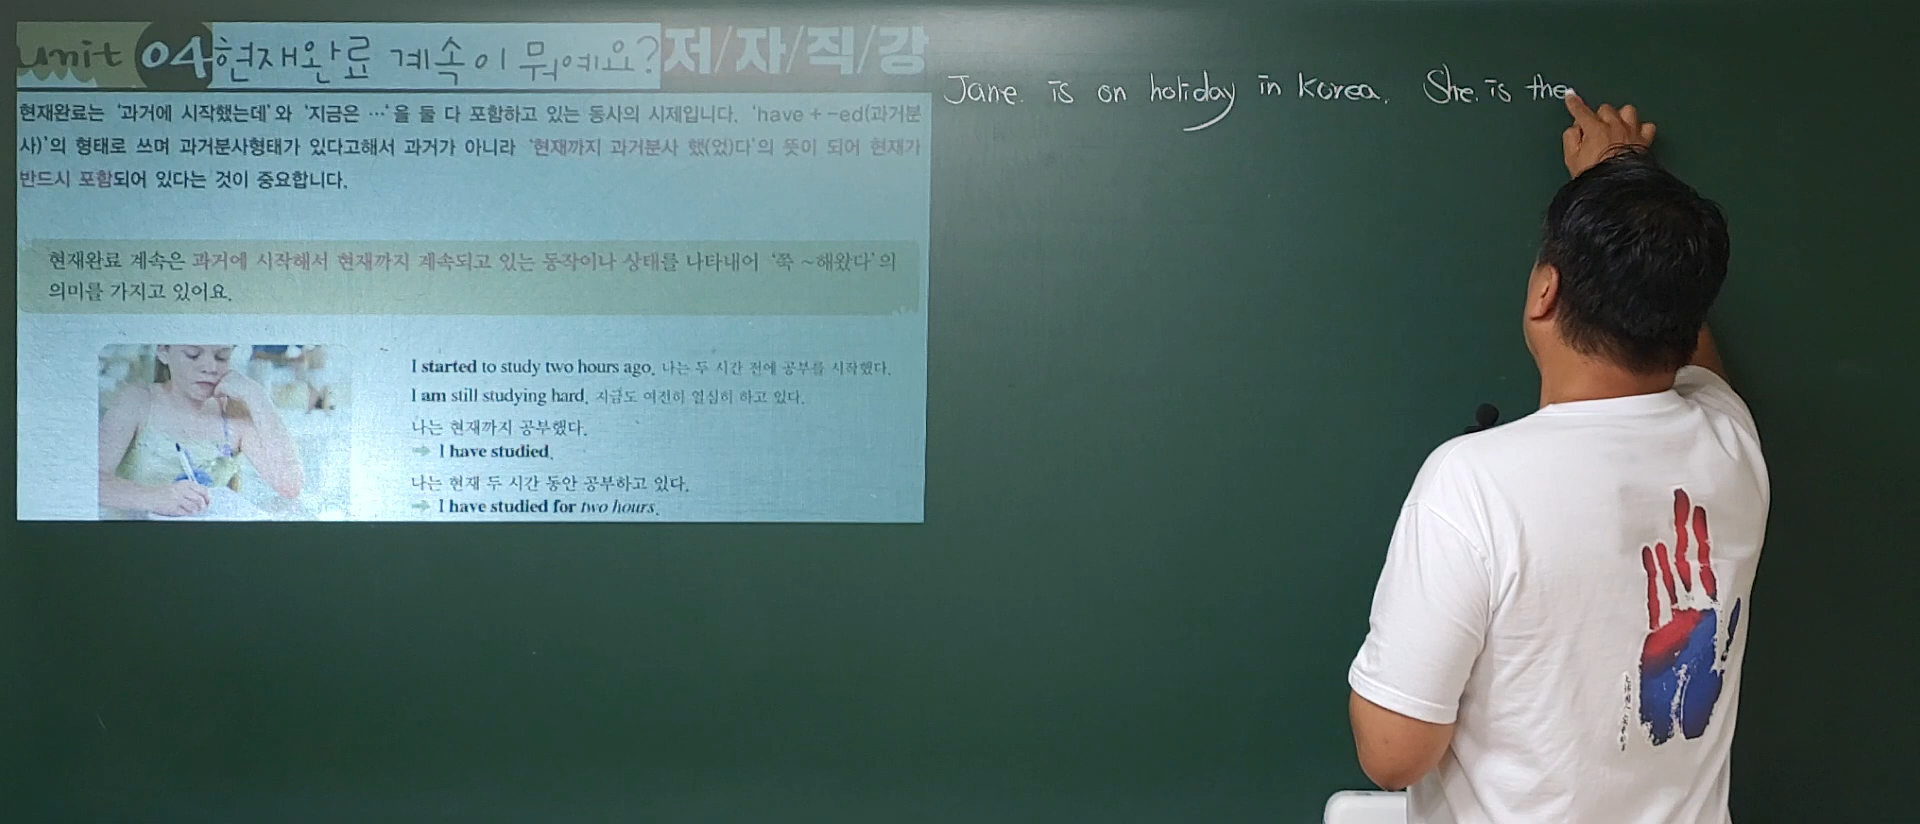 unit 04 현재완료 계속이 뭐예요? 저/자/직/강
현재완료는 '과거에 시작했는데'와 '지금은 …'을 둘 다 포함하고 있는 동사의 시제입니다. 'have + -ed(과거분
사)'의 형태로 쓰며 과거분사형태가 있다고해서 과거가 아니라 '현재까지 과거분사 했(었)다'의 뜻이 되어 현재가
반드시 포함되어 있다는 것이 중요합니다.
현재완료 계속은 과거에 시작해서 현재까지 계속되고 있는 동작이나 상태를 나타내어 '쭉 ~해왔다'의
의미를 가지고 있어요.
I started to study two hours ago. 나는 두 시간 전에 공부를 시작했다.
I am still studying hard. 지금도 여전히 열심히 하고 있다.
나는 현재까지 공부했다.
➡ I have studied.
나는 현재 두 시간 동안 공부하고 있다.
➡ I have studied for two hours.
Jane. is on holiday in Korea. She. is the